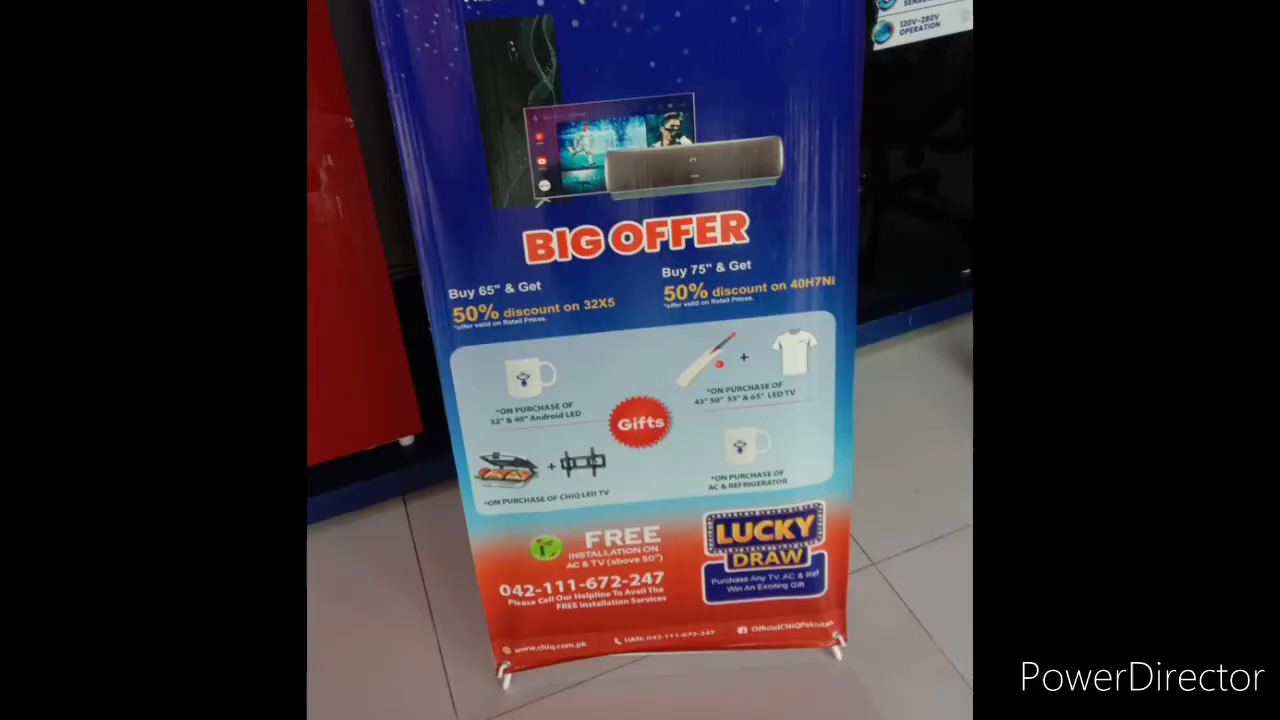 120V~280V
OPERATION
BIG OFFER
Buy 65" & Get
50% discount on 32X5
*offer valid on Retail Prices.
Buy 75" & Get
50% discount on 40H7Ni
*offer valid on Retail Prices.
*ON PURCHASE OF
32" & 40" Android LED
*ON PURCHASE OF
43" 50" 55" & 65" LED TV
Gifts
+
+
*ON PURCHASE OF CHiQ LED TV
*ON PURCHASE OF
AC & REFRIGERATOR
FREE
INSTALLATION ON
AC & TV (above 50")
042-111-672-247
Please Call Our Helpline To Avail The
FREE Installation Services
LUCKY
DRAW
Purchase Any TV, AC & Ref
Win An Exciting Gift
www.chiq.com.pk
UAN: 042-111-672-247
OfficialCHiQPakistan
PowerDirector